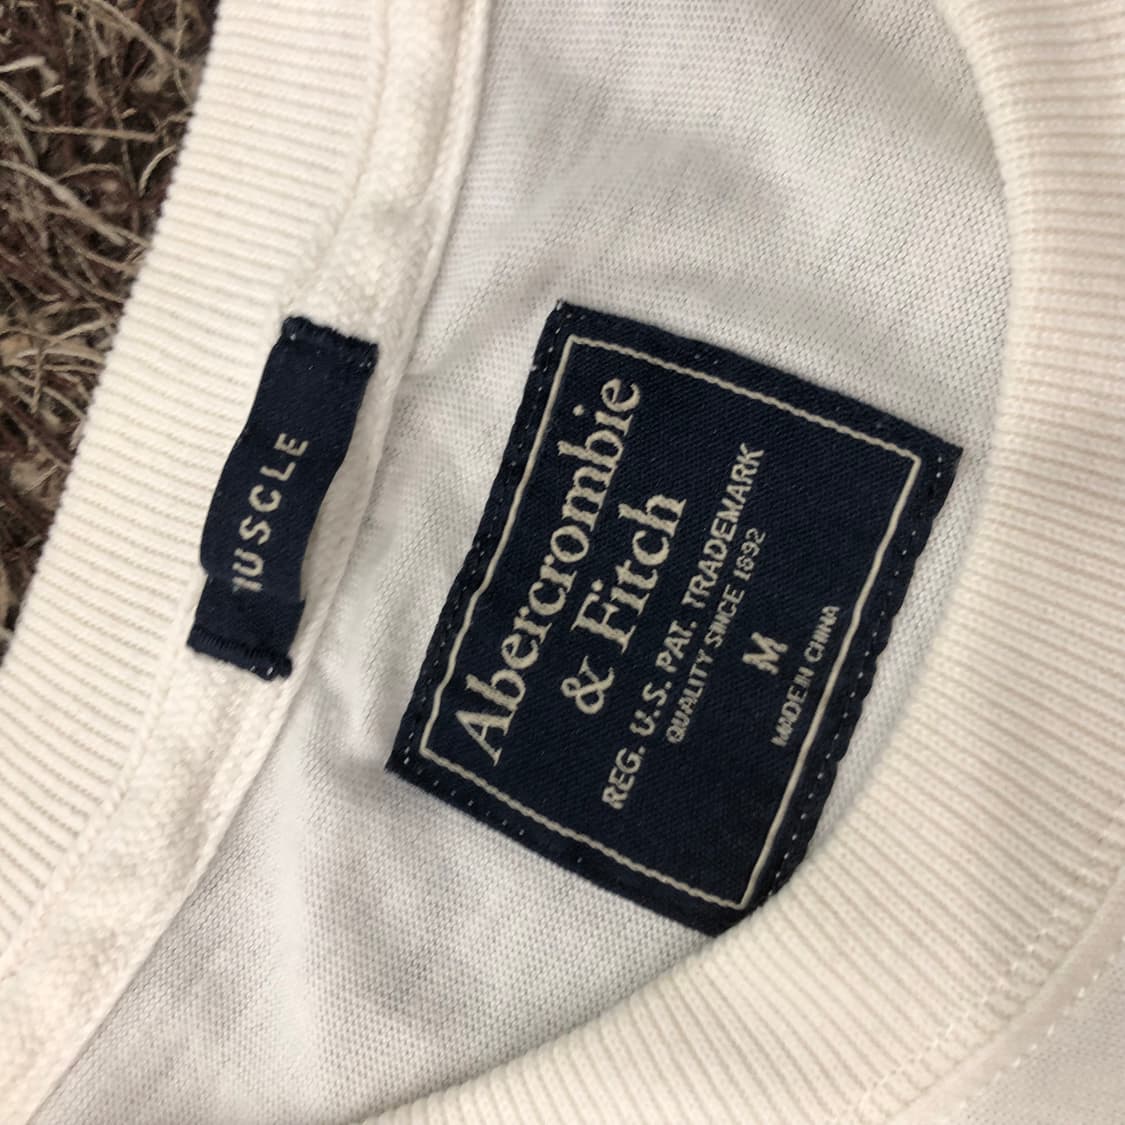 MUSCLE
Abercrombie
& Fitch
REG. U.S. PAT. TRADEMARK
QUALITY SINCE 1892
M
MADE IN CHINA